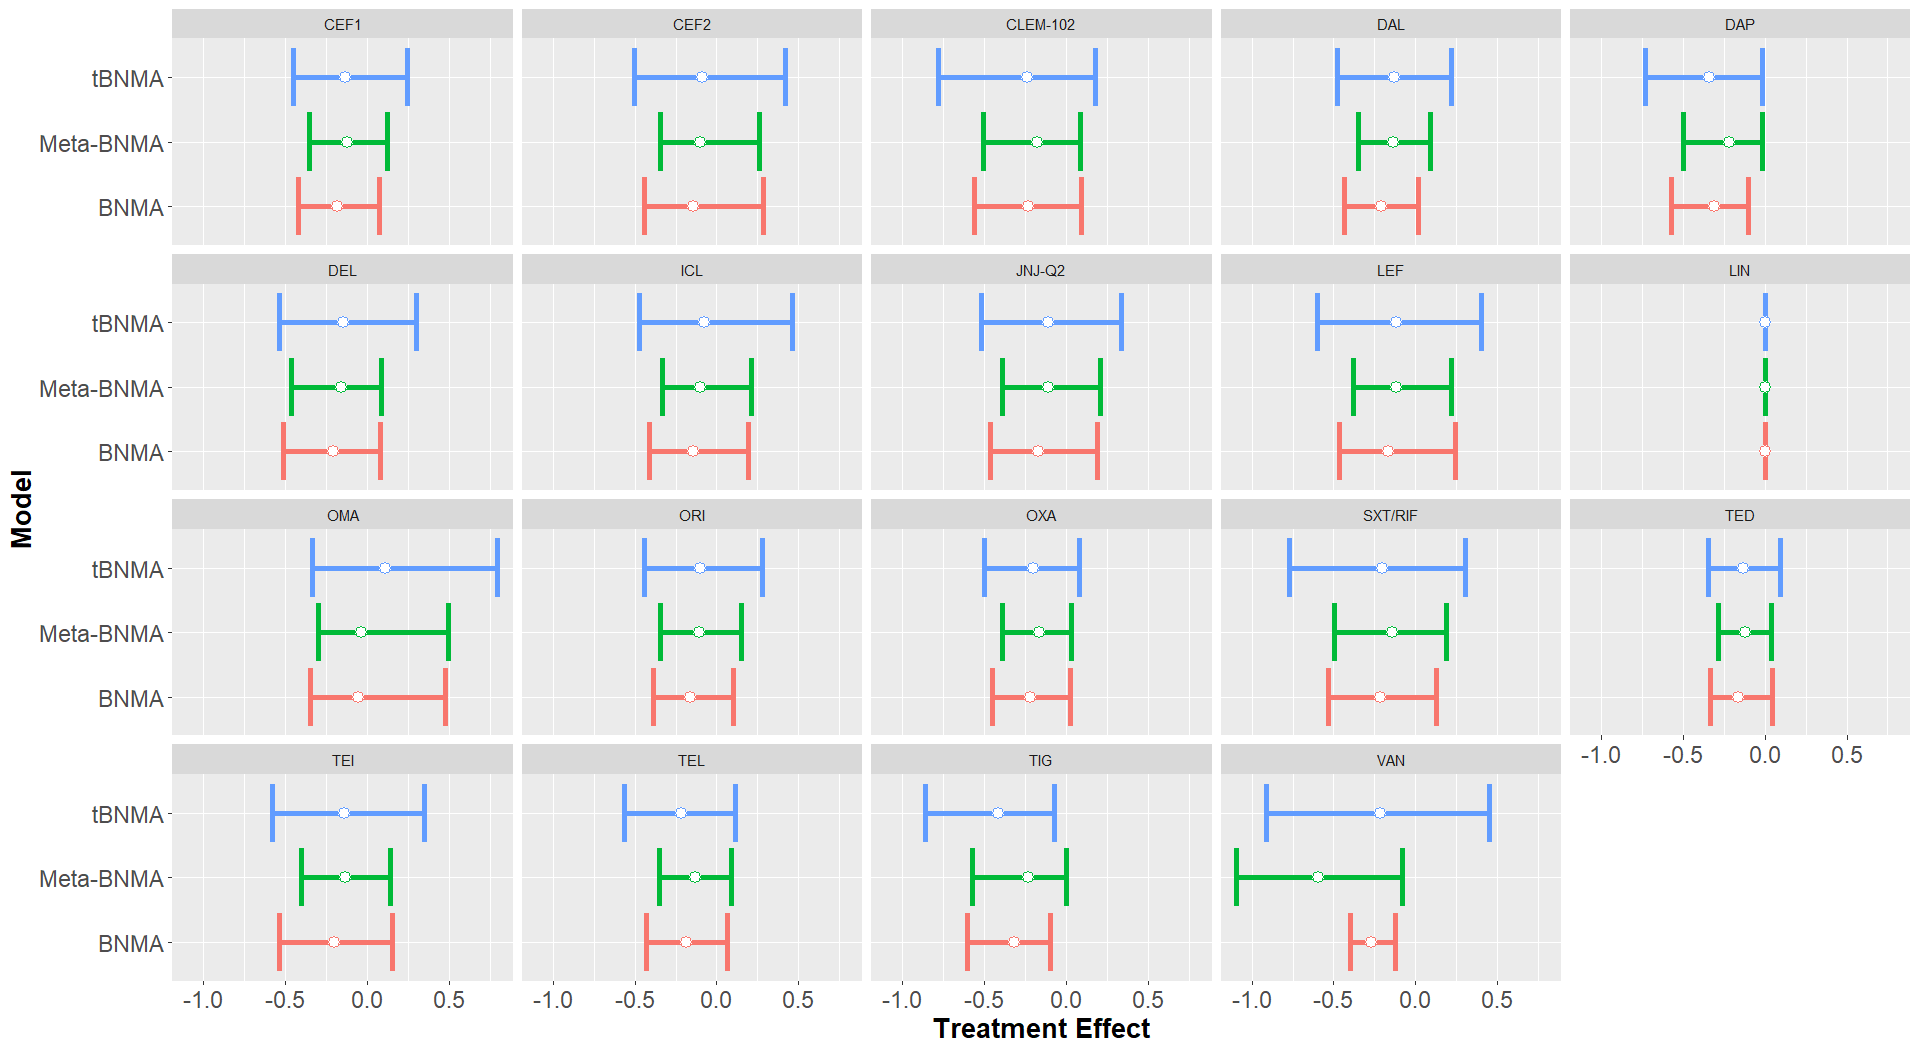 CEF1 CEF2 CLEM-102 DAL DAP
tBNMA
Meta-BNMA
BNMA
DEL ICL JNJ-Q2 LEF LIN
tBNMA
Meta-BNMA
BNMA
Model
OMA ORI OXA SXT/RIF TED
tBNMA
Meta-BNMA
BNMA
-1.0 -0.5 0.0 0.5
TEI TEL TIG VAN
tBNMA
Meta-BNMA
BNMA
-1.0 -0.5 0.0 0.5 -1.0 -0.5 0.0 0.5 -1.0 -0.5 0.0 0.5 -1.0 -0.5 0.0 0.5
Treatment Effect